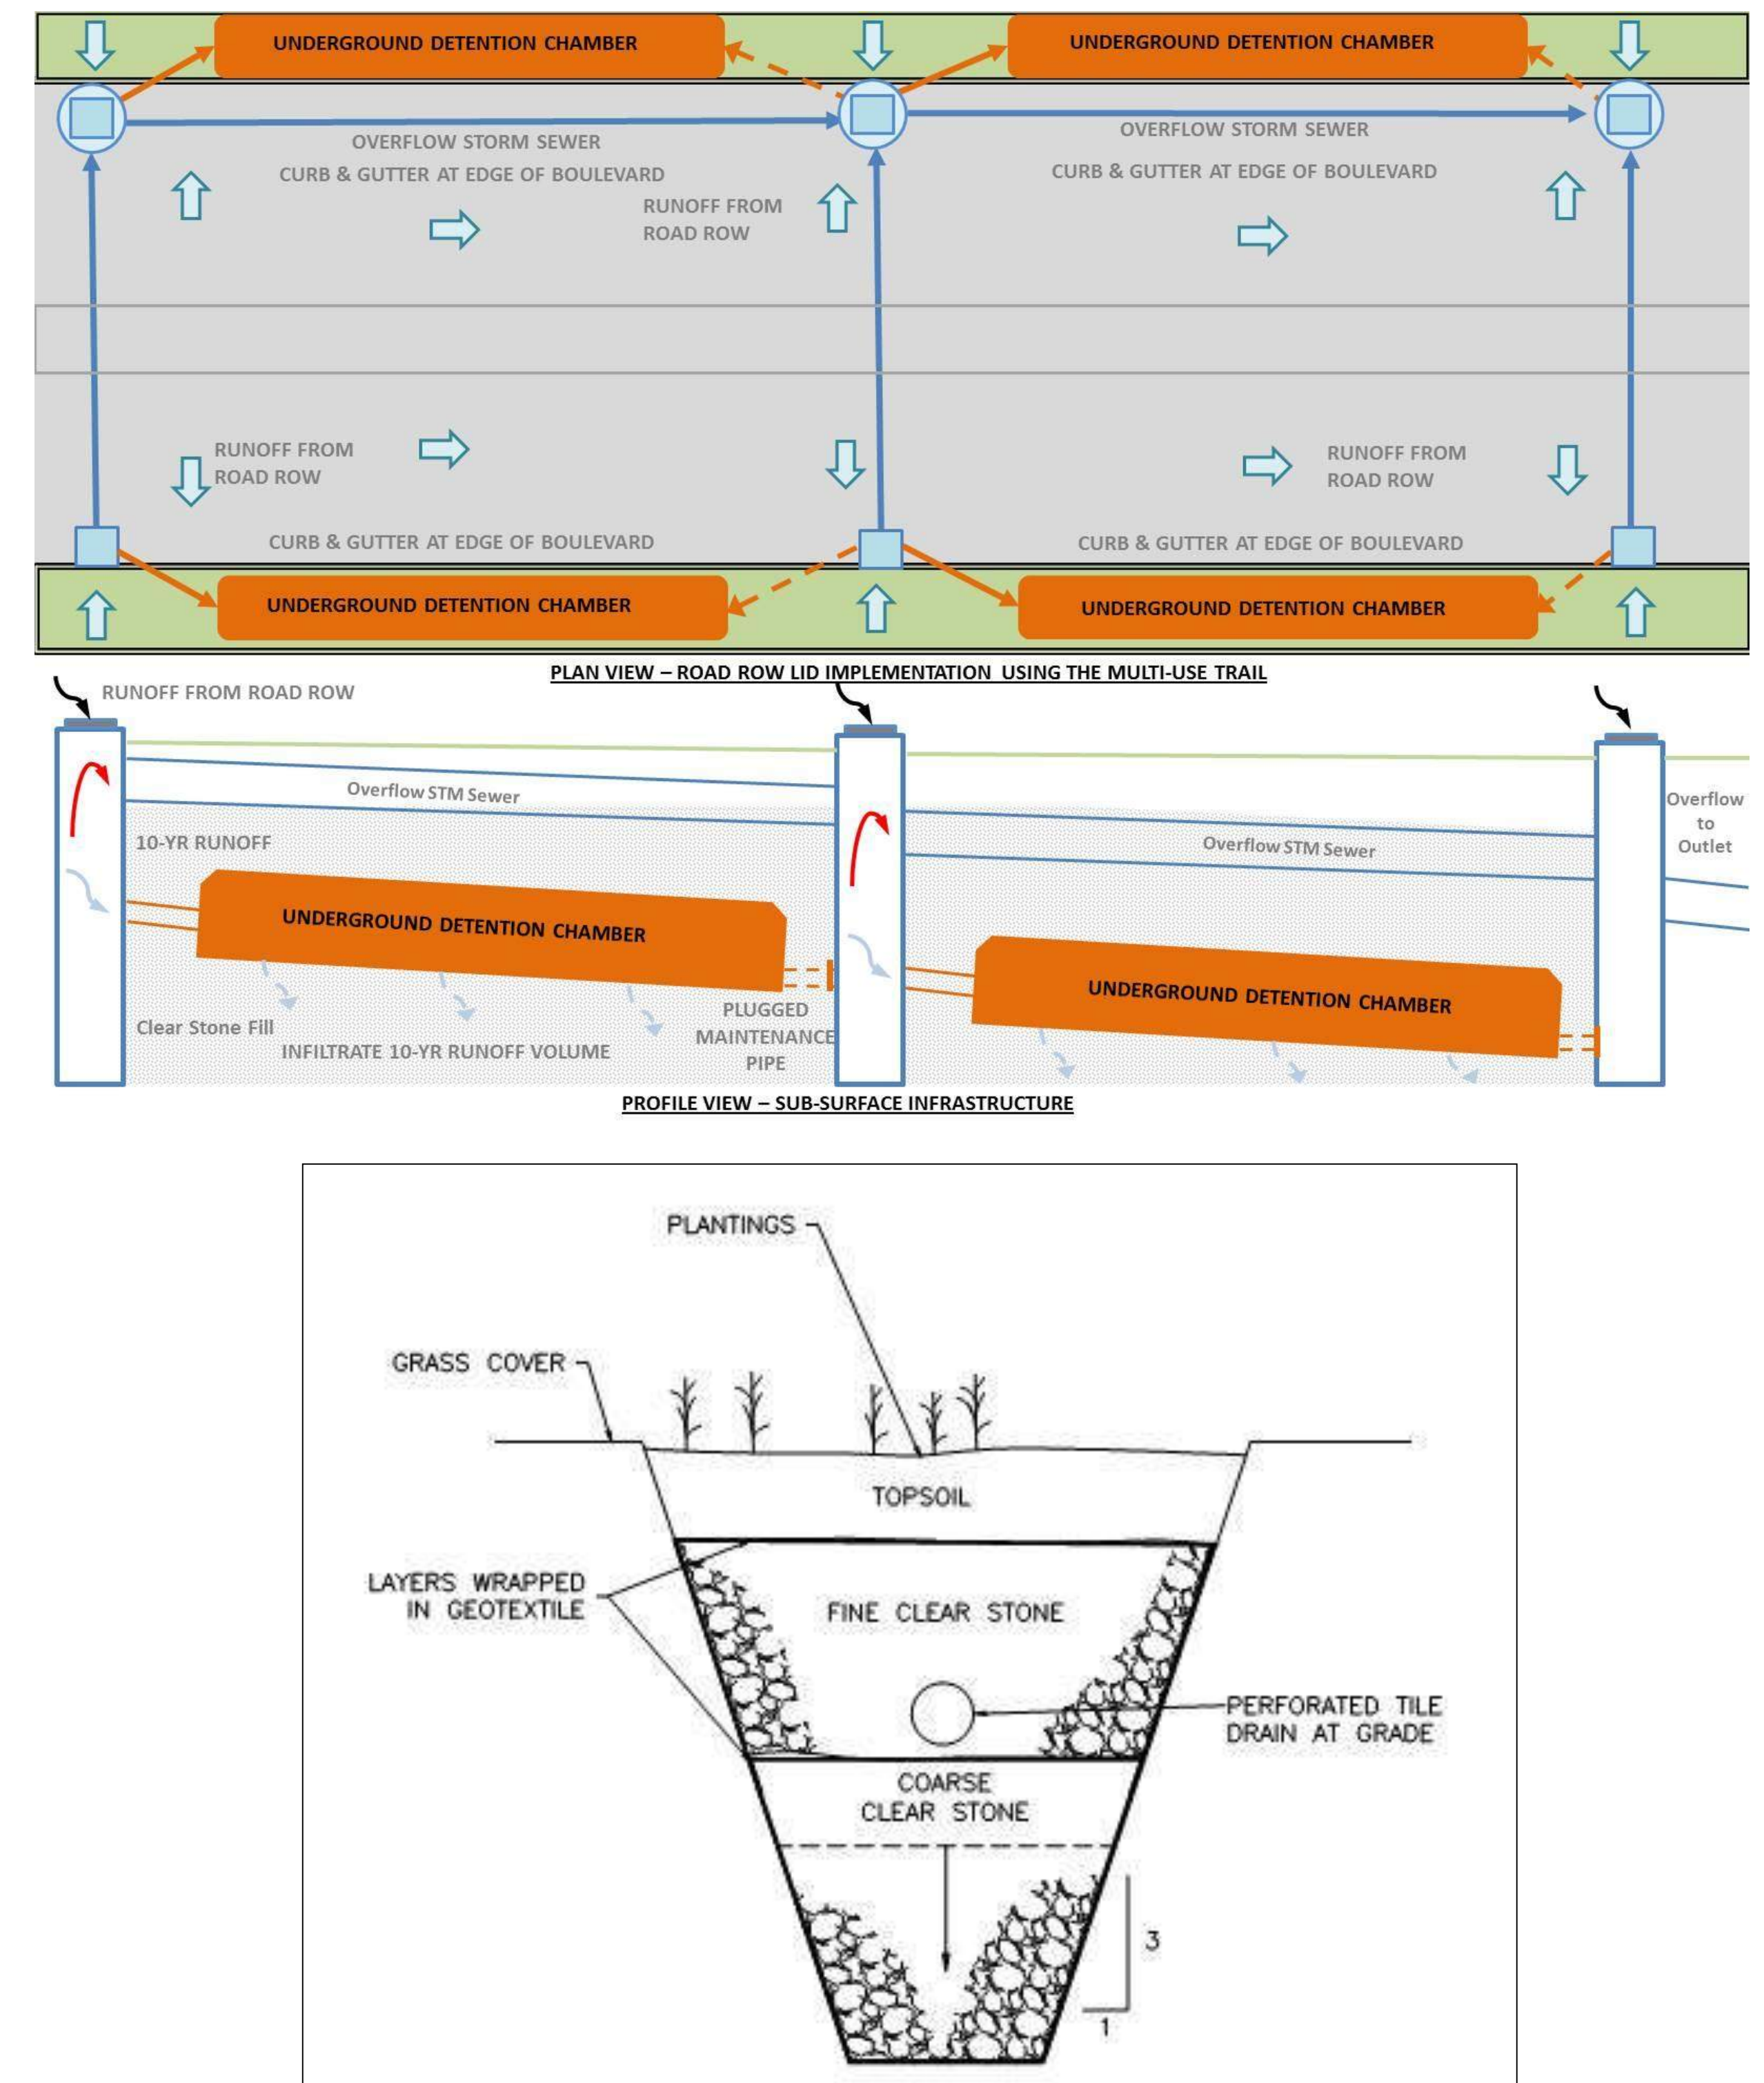 UNDERGROUND DETENTION CHAMBER
UNDERGROUND DETENTION CHAMBER
OVERFLOW STORM SEWER
OVERFLOW STORM SEWER
CURB & GUTTER AT EDGE OF BOULEVARD
CURB & GUTTER AT EDGE OF BOULEVARD
RUNOFF FROM
ROAD ROW
RUNOFF FROM
ROAD ROW
RUNOFF FROM
ROAD ROW
CURB & GUTTER AT EDGE OF BOULEVARD
CURB & GUTTER AT EDGE OF BOULEVARD
UNDERGROUND DETENTION CHAMBER
UNDERGROUND DETENTION CHAMBER
PLAN VIEW – ROAD ROW LID IMPLEMENTATION USING THE MULTI-USE TRAIL
RUNOFF FROM ROAD ROW
Overflow STM Sewer
Overflow
to
Outlet
10-YR RUNOFF
Overflow STM Sewer
UNDERGROUND DETENTION CHAMBER
UNDERGROUND DETENTION CHAMBER
PLUGGED
MAINTENANCE
PIPE
Clear Stone Fill
INFILTRATE 10-YR RUNOFF VOLUME
PROFILE VIEW – SUB-SURFACE INFRASTRUCTURE
PLANTINGS
GRASS COVER
TOPSOIL
LAYERS WRAPPED
IN GEOTEXTILE
FINE CLEAR STONE
PERFORATED TILE
DRAIN AT GRADE
COARSE
CLEAR STONE
3
1